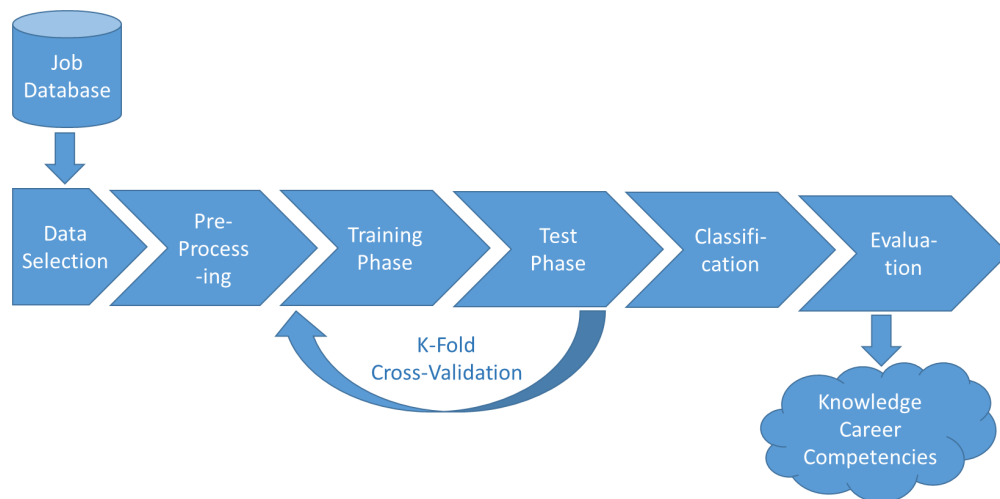 Job
Database
Data
Selection
Pre-
Process
-ing
Training
Phase
Test
Phase
Classifi-
cation
Evalua-
tion
K-Fold
Cross-Validation
Knowledge
Career
Competencies